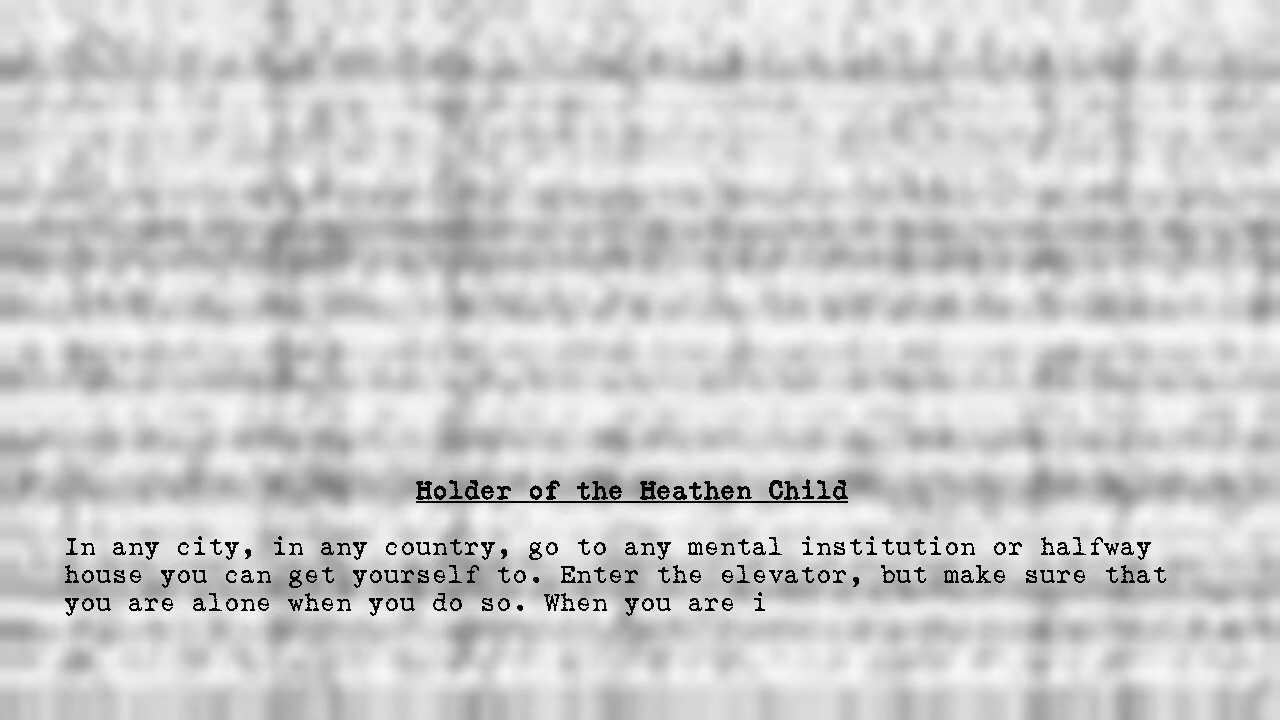 Holder of the Heathen Child
In any city, in any country, go to any mental institution or halfway
house you can get yourself to. Enter the elevator, but make sure that
you are alone when you do so. When you are i